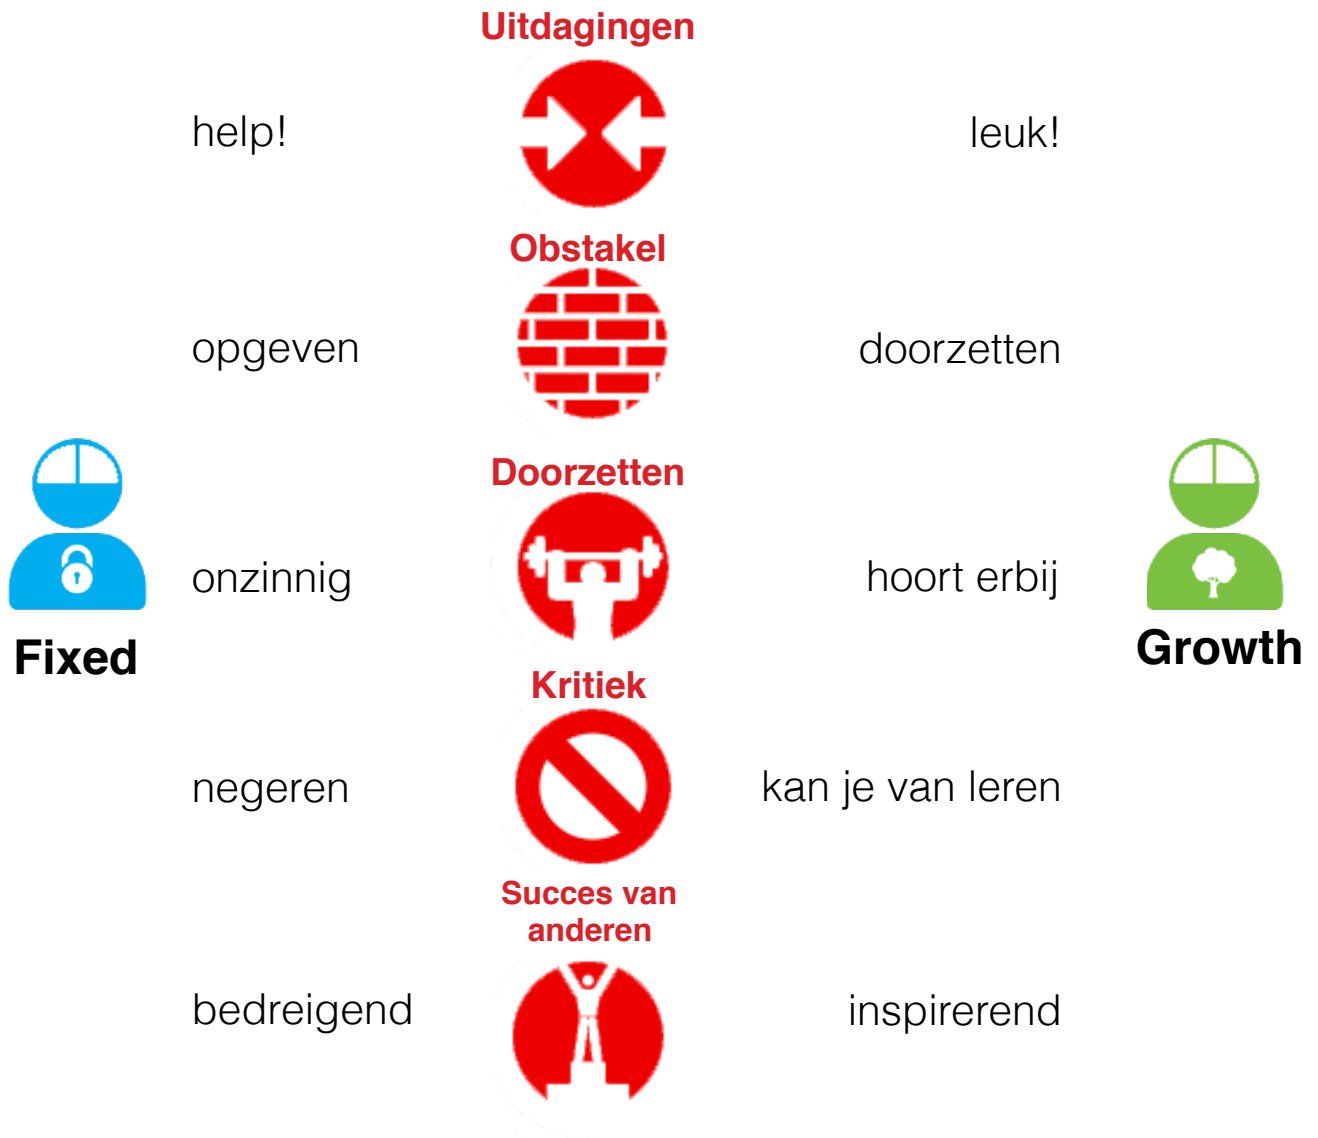 Uitdagingen
help!
leuk!
Obstakel
opgeven
doorzetten
Doorzetten
onzinnig
hoort erbij
Fixed
Growth
Kritiek
negeren
kan je van leren
Succes van
anderen
bedreigend
inspirerend